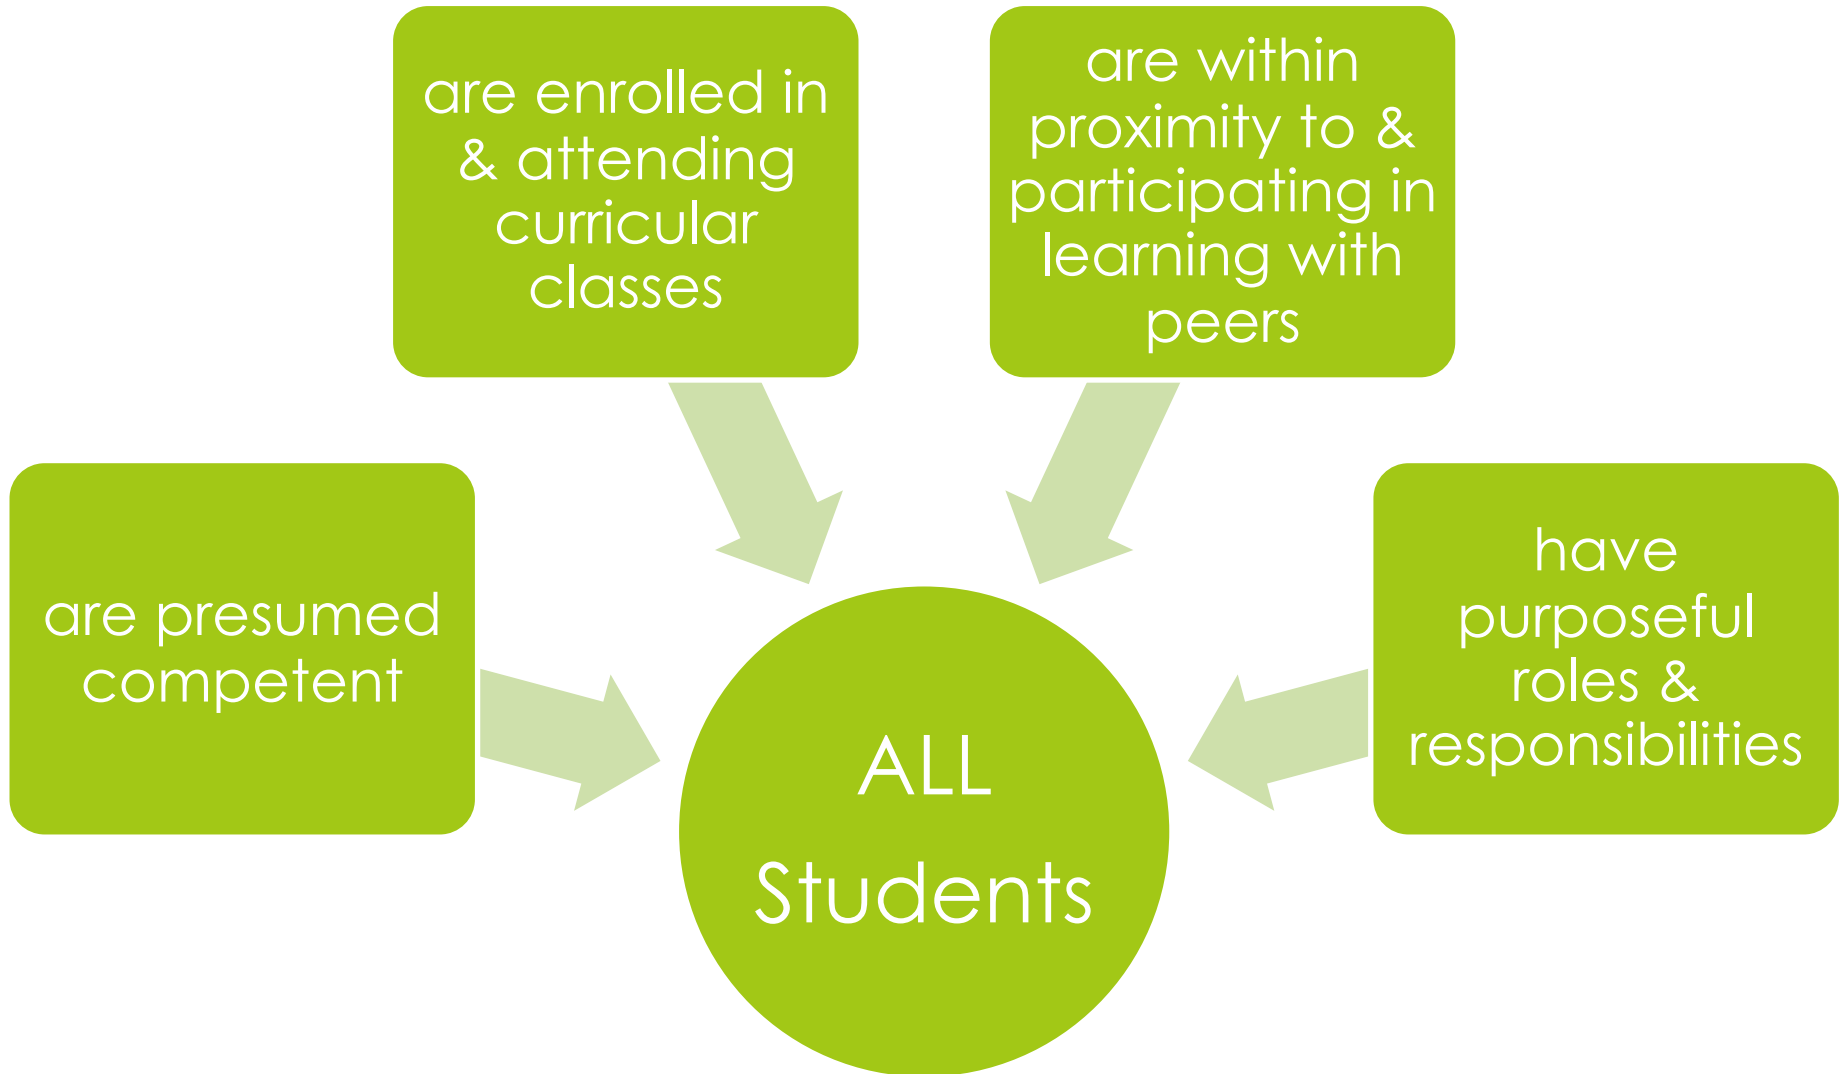 are enrolled in
& attending
curricular
classes
are within
proximity to &
participating in
learning with
peers
are presumed
competent
have
purposeful
roles &
responsibilities
ALL
Students